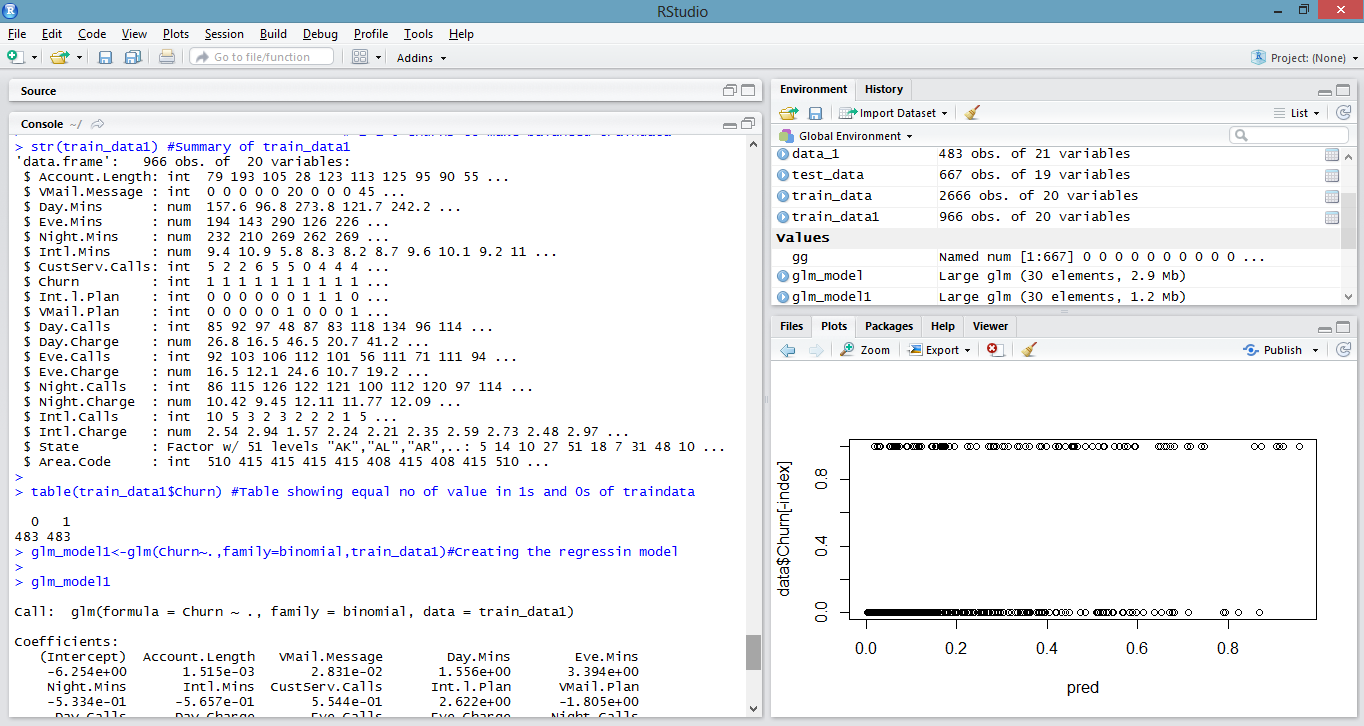 RStudio
File Edit Code View Plots Session Build Debug Profile Tools Help
Go to file/function Addins Project: (None)
Source
Console ~/
> str(train_data1) #Summary of train_data1
'data.frame': 966 obs. of 20 variables:
$ Account.Length: int 79 193 105 28 123 113 125 95 90 55 ...
$ VMail.Message : int 0 0 0 0 0 20 0 0 0 45 ...
$ Day.Mins : num 157.6 96.8 273.8 121.7 242.2 ...
$ Eve.Mins : num 194 143 290 126 226 ...
$ Night.Mins : num 232 210 269 262 269 ...
$ Intl.Mins : num 9.4 10.9 5.8 8.3 8.2 8.7 9.6 10.1 9.2 11 ...
$ CustServ.Calls: int 5 2 2 6 5 5 0 4 4 4 ...
$ Churn : int 1 1 1 1 1 1 1 1 1 1 ...
$ Int.l.Plan : int 0 0 0 0 0 0 1 1 1 0 ...
$ VMail.Plan : int 0 0 0 0 0 1 0 0 0 1 ...
$ Day.Calls : int 85 92 97 48 87 83 118 134 96 114 ...
$ Day.Charge : num 26.8 16.5 46.5 20.7 41.2 ...
$ Eve.Calls : int 92 103 106 112 101 56 111 71 111 94 ...
$ Eve.Charge : num 16.5 12.1 24.6 10.7 19.2 ...
$ Night.Calls : int 86 115 126 122 121 100 112 120 97 114 ...
$ Night.Charge : num 10.42 9.45 12.11 11.77 12.09 ...
$ Intl.Calls : int 10 5 3 2 3 2 2 2 1 5 ...
$ Intl.Charge : num 2.54 2.94 1.57 2.24 2.21 2.35 2.59 2.73 2.48 2.97 ...
$ State : Factor w/ 51 levels "AK","AL","AR",..: 5 14 10 27 51 18 7 31 48 10 ...
$ Area.Code : int 510 415 415 415 415 408 415 408 415 510 ...
>
> table(train_data1$Churn) #Table showing equal no of value in 1s and 0s of traindata
0 1
483 483
> glm_model1<-glm(Churn~.,family=binomial,train_data1)#Creating the regressin model
>
> glm_model1
Call: glm(formula = Churn ~ ., family = binomial, data = train_data1)
Coefficients:
(Intercept) Account.Length VMail.Message Day.Mins Eve.Mins
-6.254e+00 1.515e-03 2.831e-02 1.556e+00 3.394e+00
Night.Mins Intl.Mins CustServ.Calls Int.l.Plan VMail.Plan
-5.334e-01 -5.657e-01 5.544e-01 2.622e+00 -1.805e+00
Day.Calls Day.Charge Eve.Calls Eve.Charge Night.Calls
Environment History
Import Dataset List
Global Environment
data_1 483 obs. of 21 variables
test_data 667 obs. of 19 variables
train_data 2666 obs. of 20 variables
train_data1 966 obs. of 20 variables
Values
gg Named num [1:667] 0 0 0 0 0 0 0 0 0 0 ...
glm_model Large glm (30 elements, 2.9 Mb)
glm_model1 Large glm (30 elements, 1.2 Mb)
Files Plots Packages Help Viewer
Zoom Export Publish
data$Churn[-index]
0.8
0.4
0.0
0.0 0.2 0.4 0.6 0.8
pred